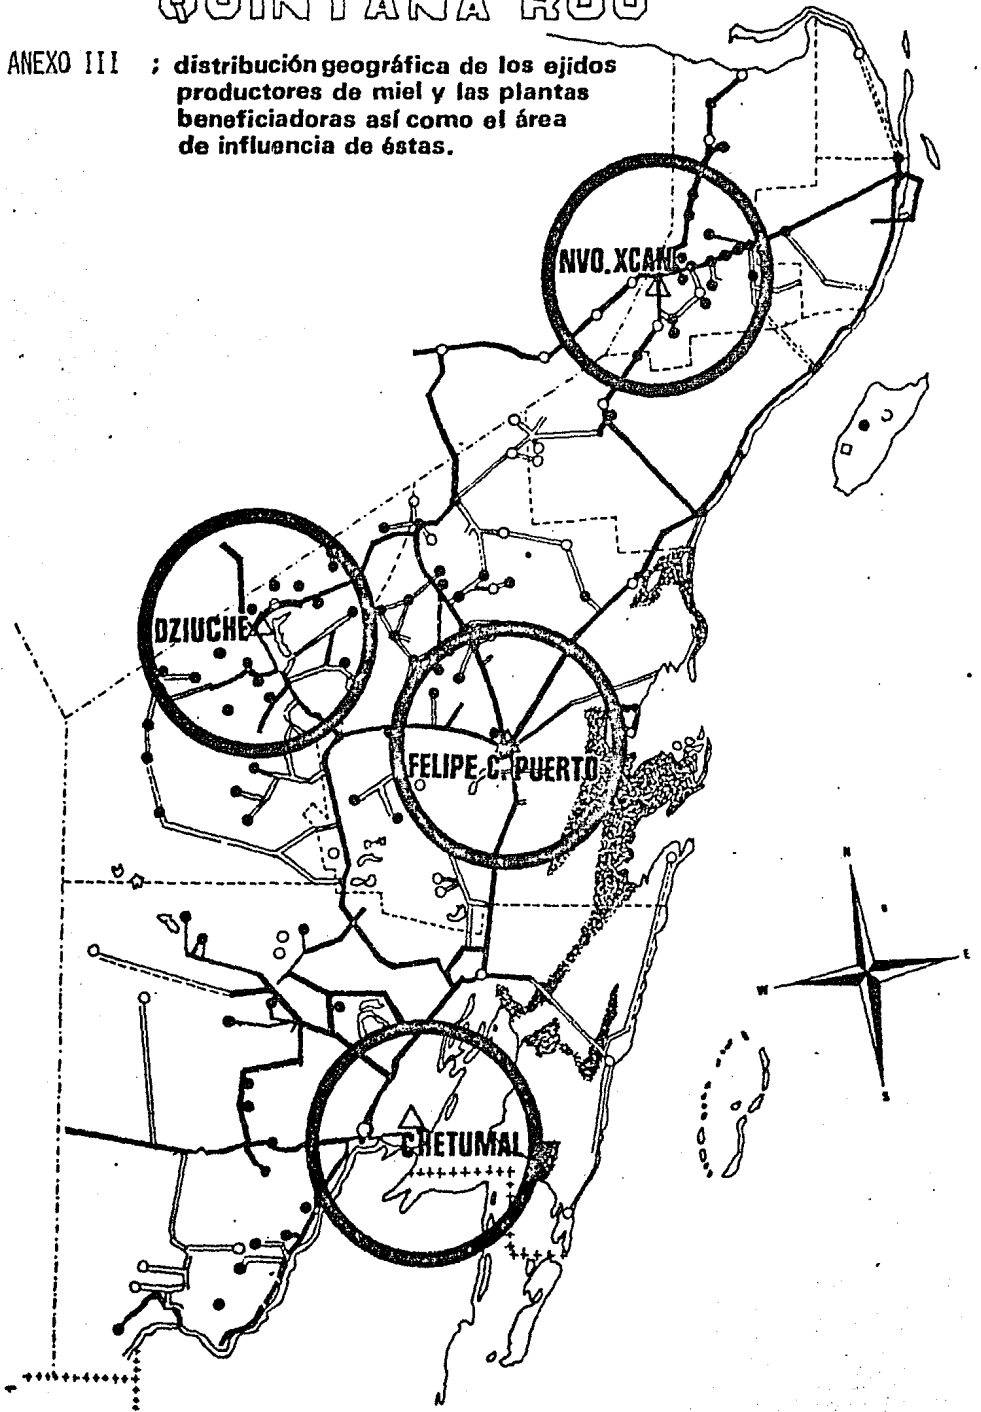 QUINTANA ROO
ANEXO III ; distribución geográfica de los ejidos
productores de miel y las plantas
beneficiadoras así como el área
de influencia de éstas.
NVO. XCAN
DZIUCHE
FELIPE C. PUERTO
CHETUMAL
N
E
W
S